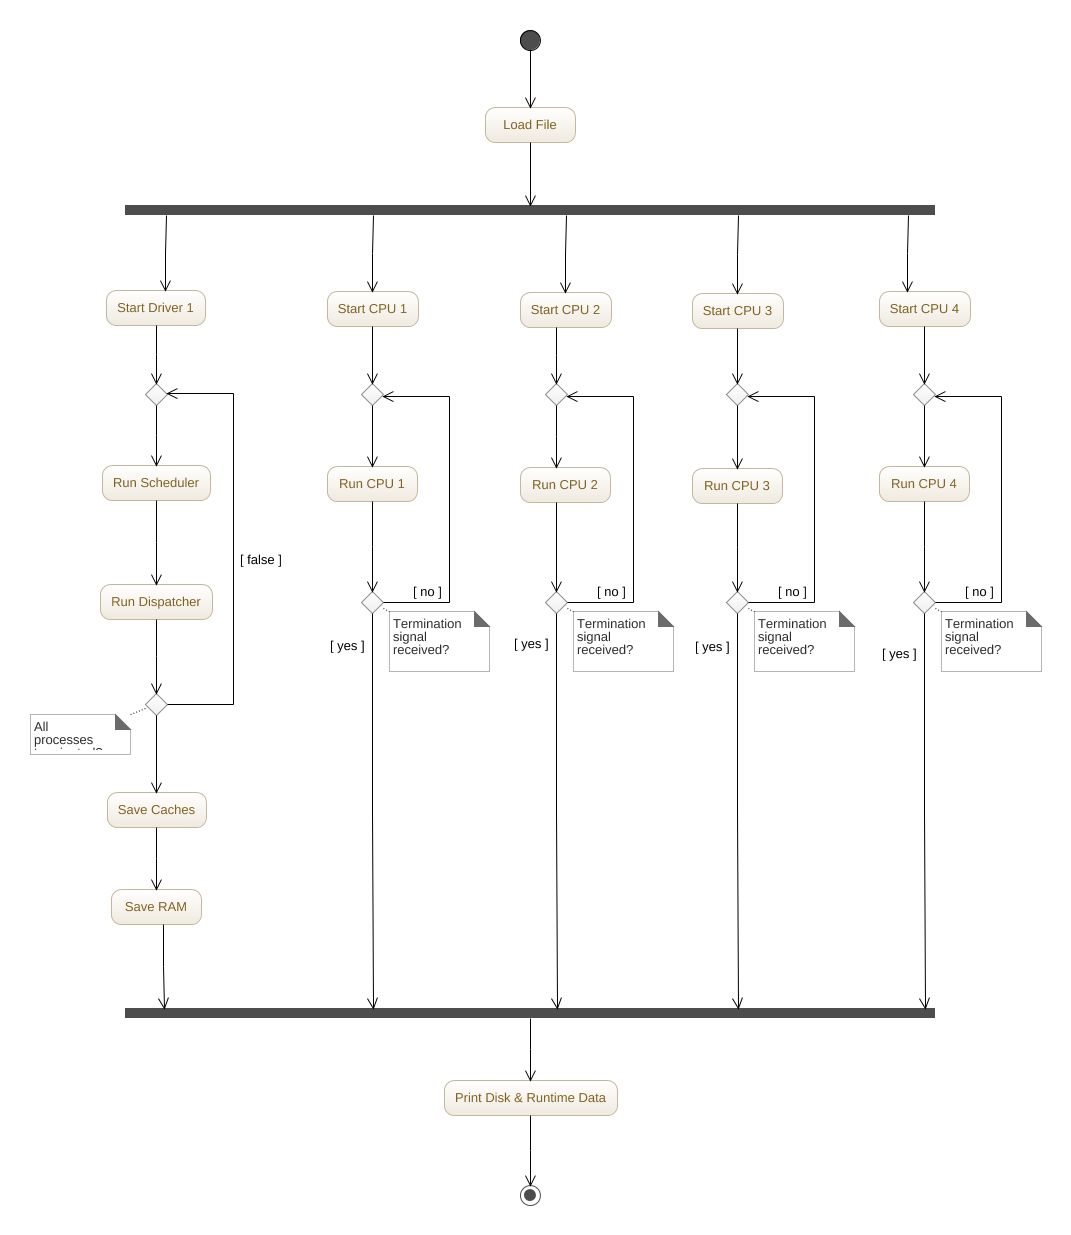 Load File
Start Driver 1
Start CPU 1
Start CPU 2
Start CPU 3
Start CPU 4
Run Scheduler
Run CPU 1
Run CPU 2
Run CPU 3
Run CPU 4
[ false ]
Run Dispatcher
[ no ]
[ no ]
[ no ]
[ no ]
[ yes ]
Termination
signal
received?
[ yes ]
Termination
signal
received?
[ yes ]
Termination
signal
received?
[ yes ]
Termination
signal
received?
All
processes
Save Caches
Save RAM
Print Disk & Runtime Data